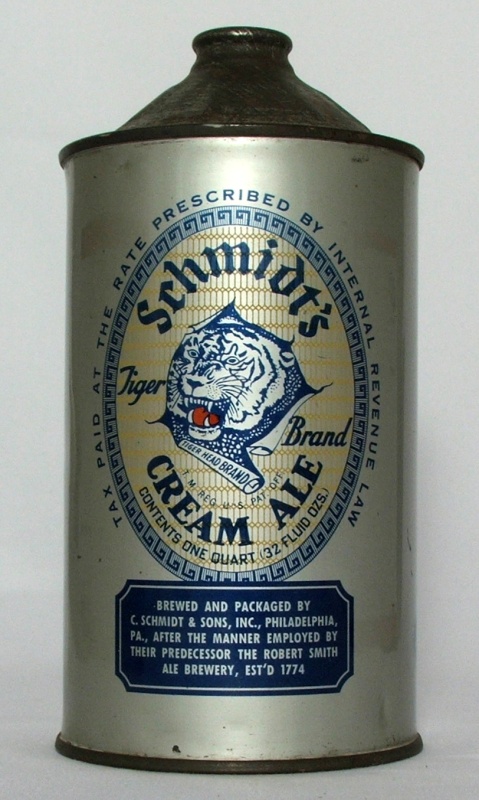 TAX PAID AT THE RATE PRESCRIBED BY INTERNAL REVENUE LAW
Schmidt's
Tiger Brand
TIGER HEAD BRAND
T.M. REG. U.S. PAT. OFF.
CREAM ALE
CONTENTS ONE QUART (32 FLUID OZS.)
BREWED AND PACKAGED BY
C. SCHMIDT & SONS, INC., PHILADELPHIA,
PA., AFTER THE MANNER EMPLOYED BY
THEIR PREDECESSOR THE ROBERT SMITH
ALE BREWERY, EST'D 1774